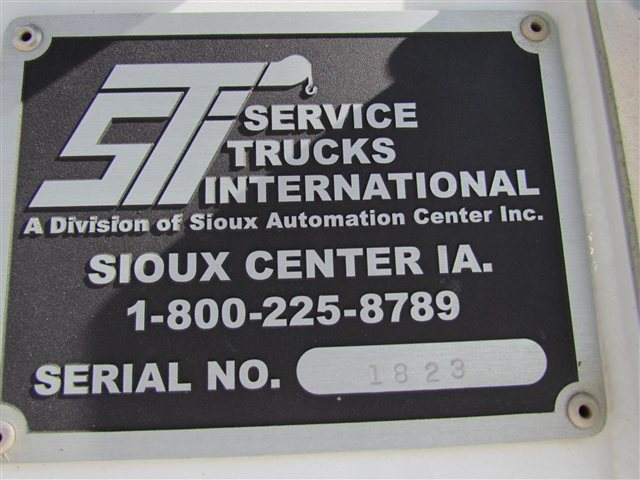 STI
SERVICE
TRUCKS
INTERNATIONAL
A Division of Sioux Automation Center Inc.
SIOUX CENTER IA.
1-800-225-8789
SERIAL NO. 1823